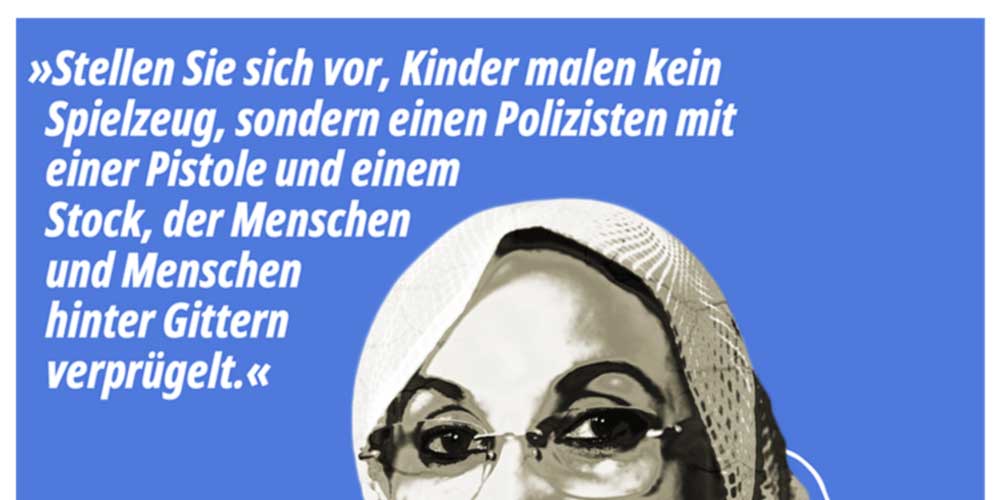 »Stellen Sie sich vor, Kinder malen kein
Spielzeug, sondern einen Polizisten mit
einer Pistole und einem
Stock, der Menschen
und Menschen
hinter Gittern
verprügelt.«